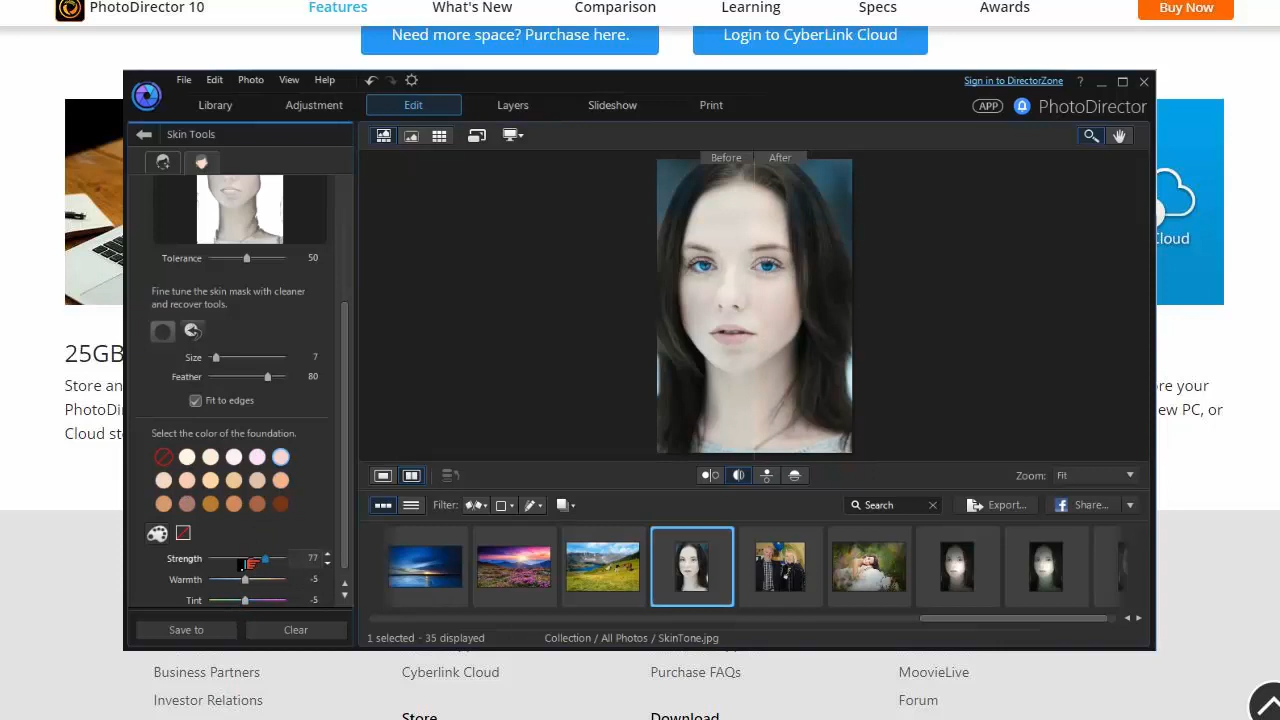 PhotoDirector 10
Features
What's New
Comparison
Learning
Specs
Awards
Buy Now
Need more space? Purchase here.
Login to CyberLink Cloud
File
Edit
Photo
View
Help
Sign in to DirectorZone
?
Library
Adjustment
Edit
Layers
Slideshow
Print
APP
PhotoDirector
Skin Tools
Before
After
Tolerance
50
Fine tune the skin mask with cleaner
and recover tools.
Size
7
Feather
80
Fit to edges
Select the color of the foundation.
Strength
77
Warmth
-5
Tint
-5
Save to
Clear
Zoom:
Fit
Filter:
Search
Export...
Share...
1 selected - 35 displayed
Collection / All Photos / SkinTone.jpg
Cloud
25GB
Store an
PhotoDi
Cloud st
ore your
ew PC, or
Business Partners
Cyberlink Cloud
Purchase FAQs
MoovieLive
Investor Relations
Forum
Store
Download